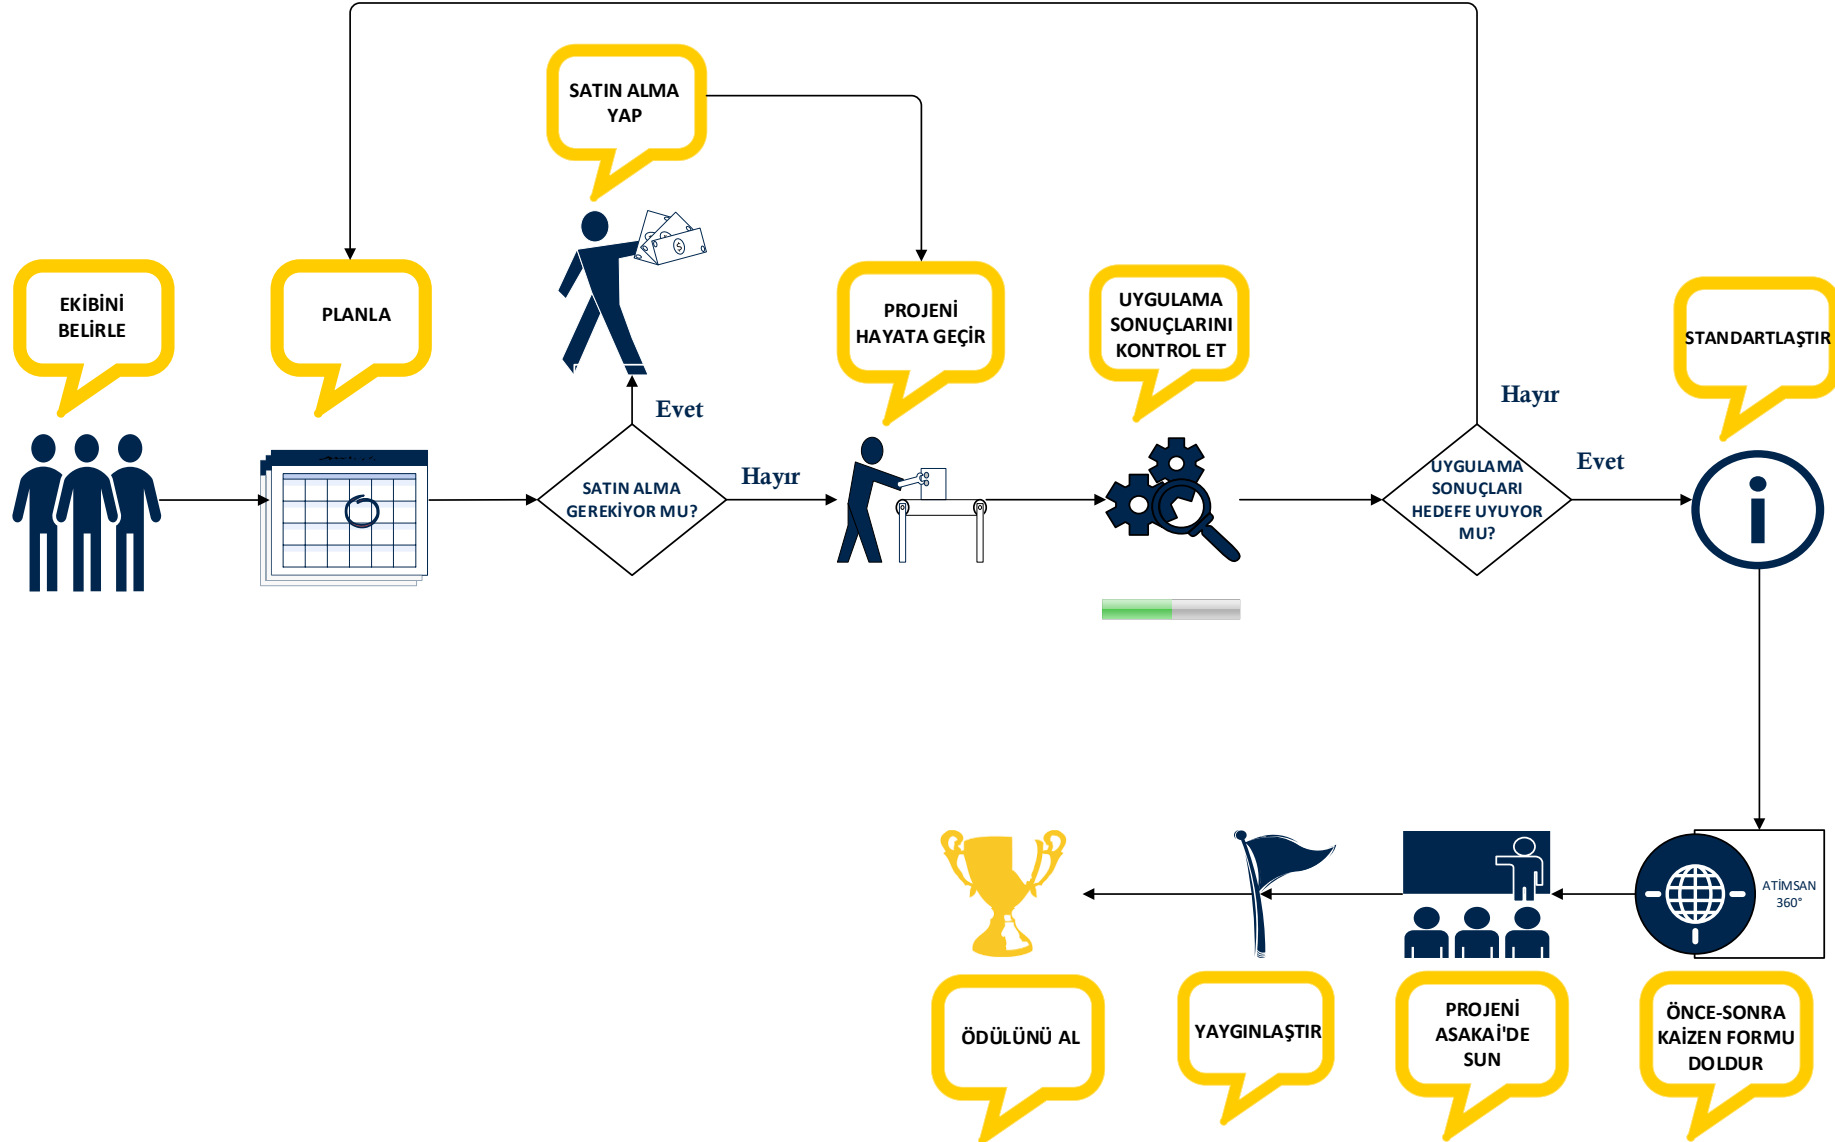 SATIN ALMA
YAP
EKİBİNİ
BELİRLE
PLANLA
PROJENİ
HAYATA GEÇİR
UYGULAMA
SONUÇLARINI
KONTROL ET
STANDARTLAŞTIR
Evet
Hayır
SATIN ALMA
GEREKİYOR MU?
Hayır
Evet
UYGULAMA
SONUÇLARI
HEDEFE UYUYOR
MU?
ATİMSAN
360°
ÖDÜLÜNÜ AL
YAYGINLAŞTIR
PROJENİ
ASAKAİ'DE
SUN
ÖNCE-SONRA
KAİZEN FORMU
DOLDUR